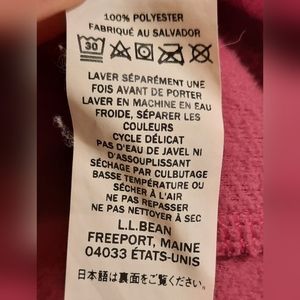 100% POLYESTER
FABRIQUÉ AU SALVADOR
30
LAVER SÉPARÉMENT UNE
FOIS AVANT DE PORTER
LAVER EN MACHINE EN EAU
FROIDE, SÉPARER LES
COULEURS
CYCLE DÉLICAT
PAS D'EAU DE JAVEL NI
D'ASSOUPLISSANT
SÉCHAGE PAR CULBUTAGE
BASSE TEMPÉRATURE OU
SÉCHER À L'AIR
NE PAS REPASSER
NE PAS NETTOYER À SEC
L.L.BEAN
FREEPORT, MAINE
04033 ÉTATS-UNIS
日本語は裏面をご覧ください。